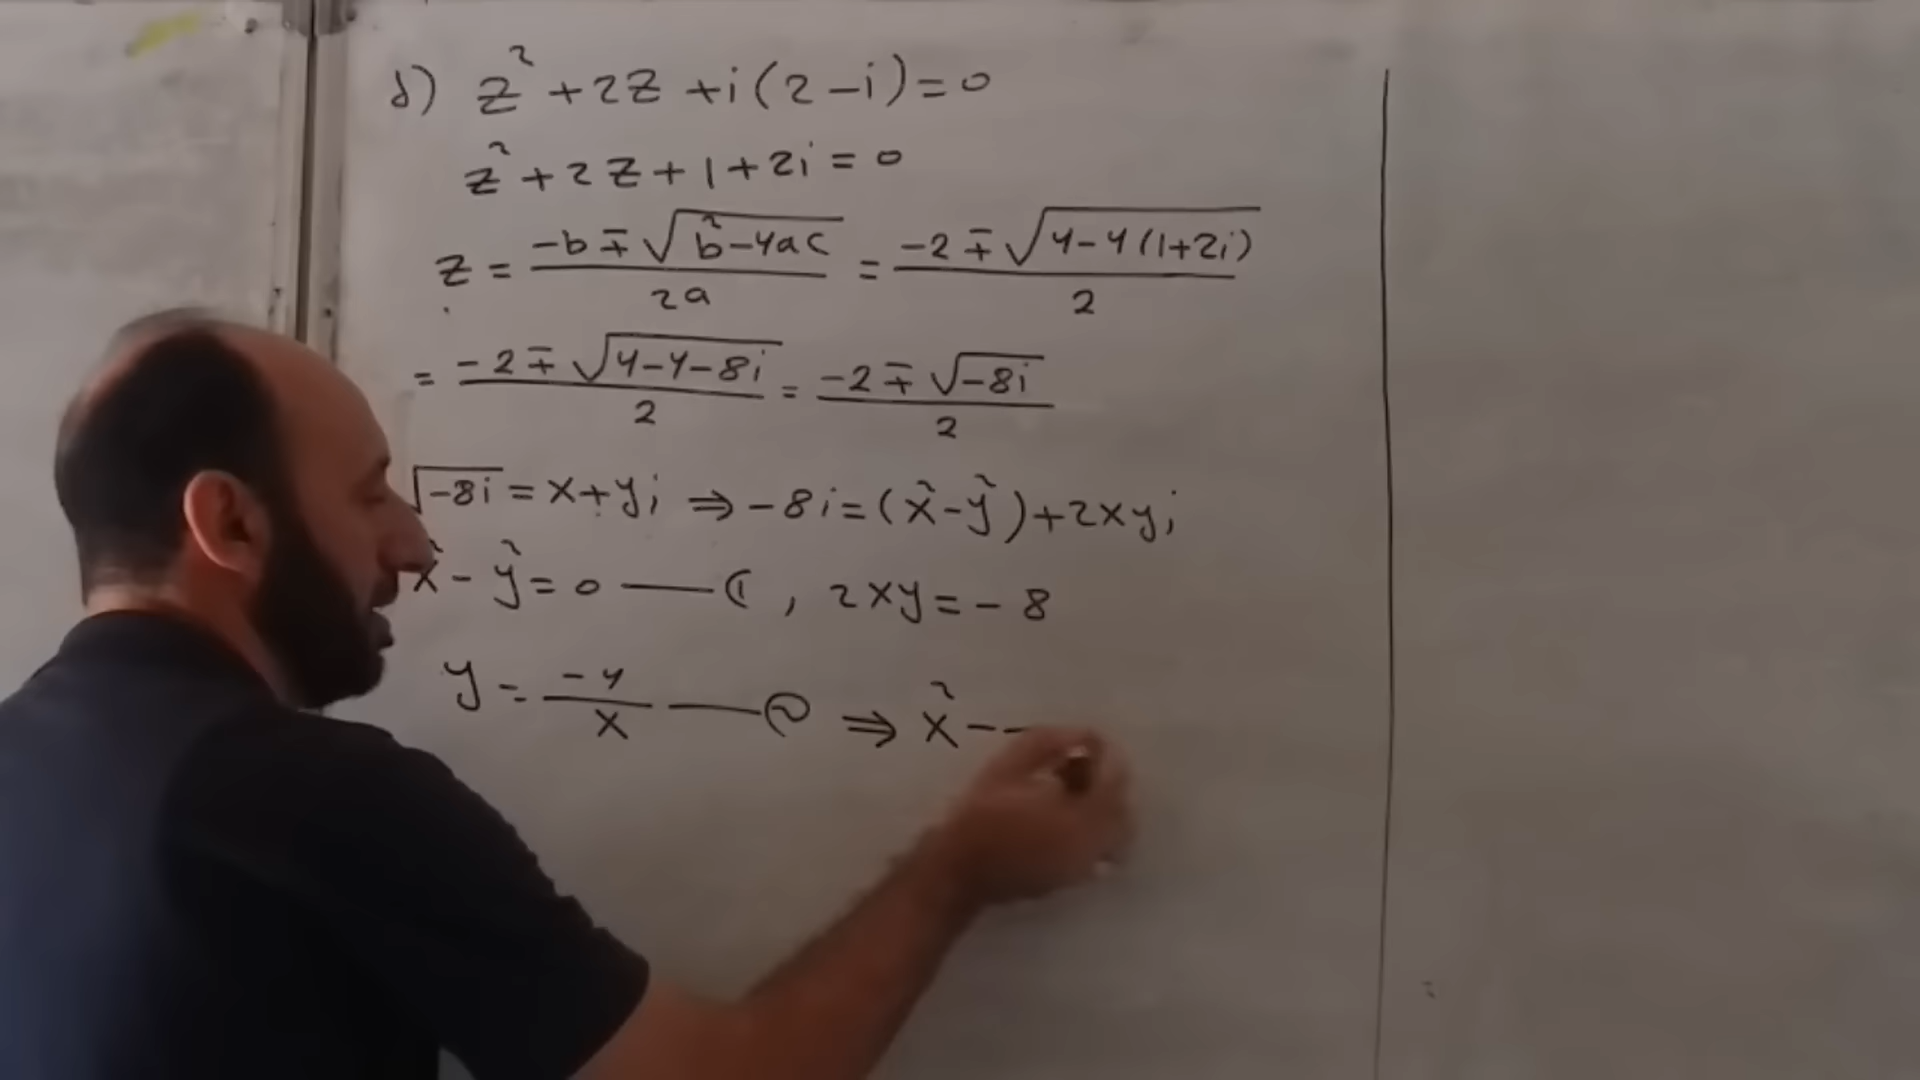 d) z² + 2z + i(2 - i) = 0
z² + 2z + 1 + 2i = 0
z = (-b ∓ √(b² - 4ac)) / 2a = (-2 ∓ √(4 - 4(1+2i))) / 2
= (-2 ∓ √(4 - 4 - 8i)) / 2 = (-2 ∓ √(-8i)) / 2
√(-8i) = x + yi ⇒ -8i = (x² - y²) + 2xyi
x² - y² = 0 —— ①, 2xy = -8
y = -4/x —— ② ⇒ x² -